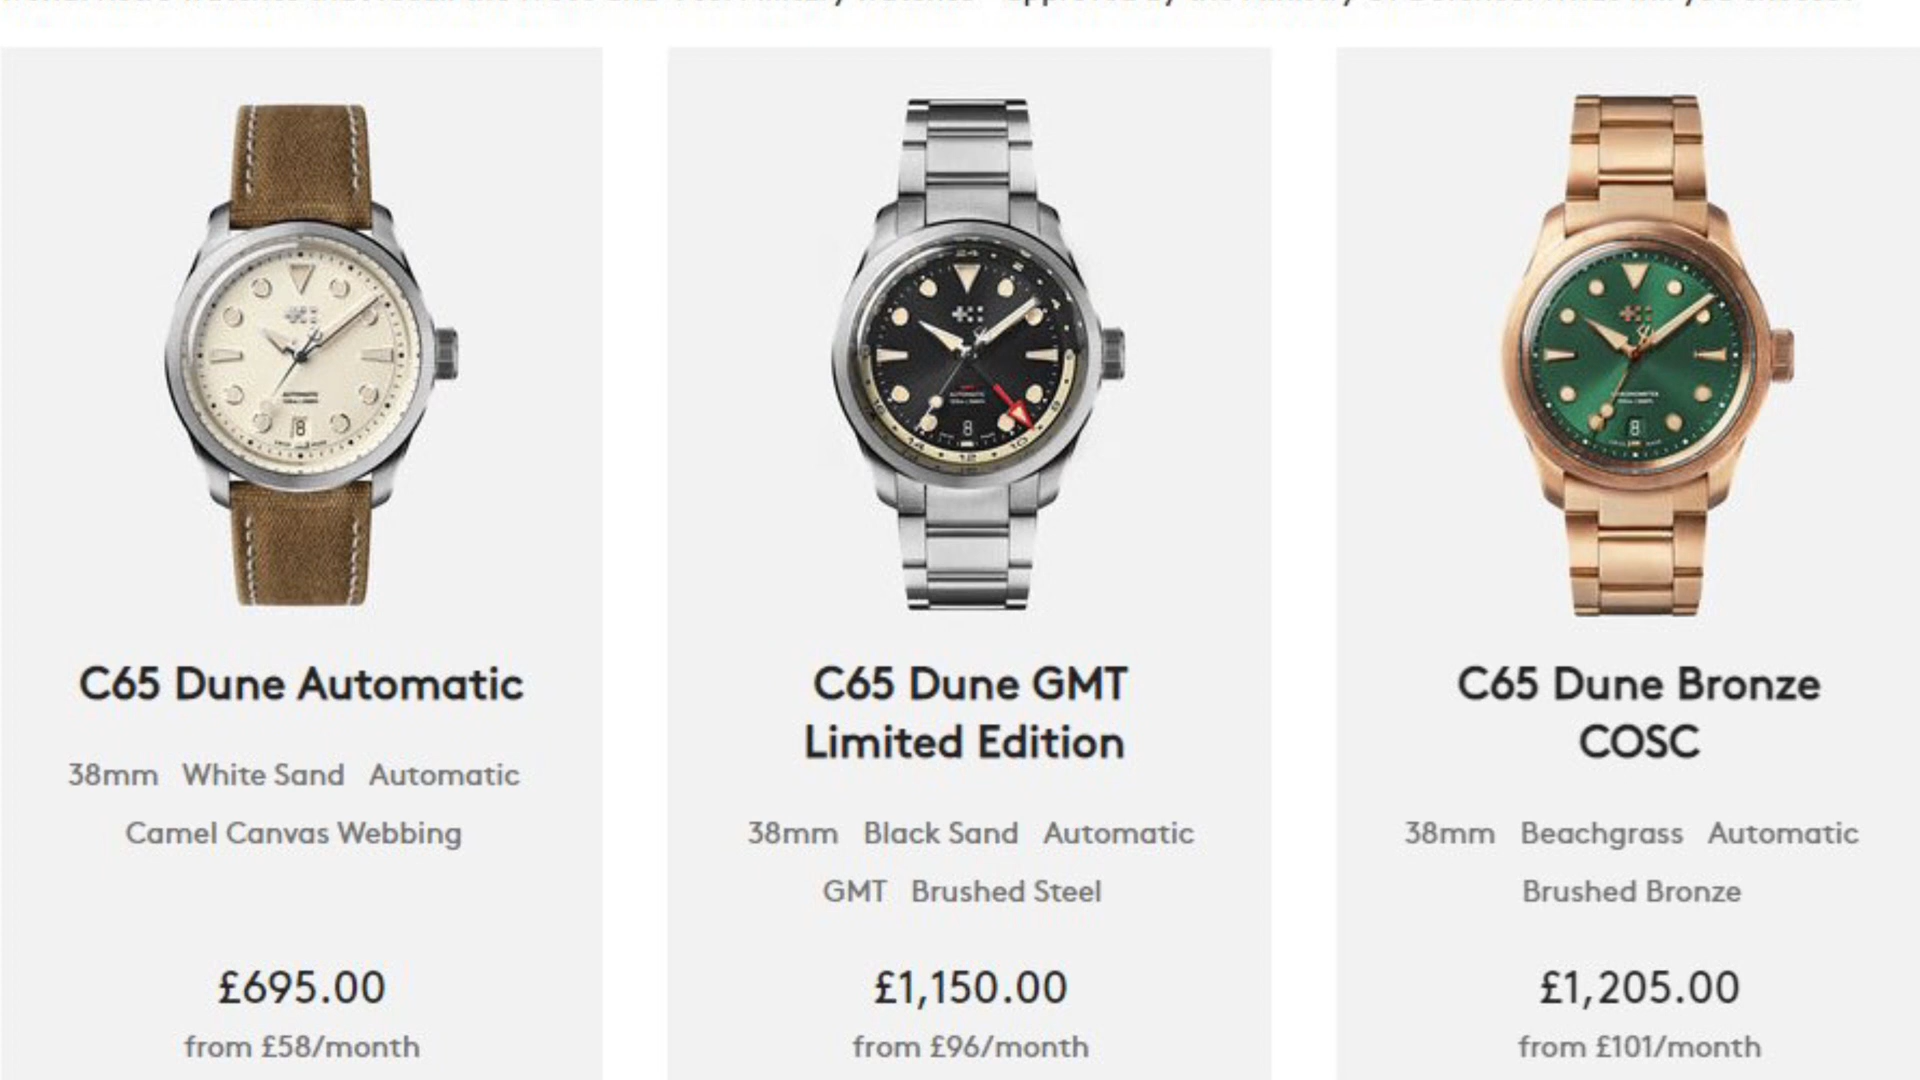 C65 Dune Automatic
38mm White Sand Automatic
Camel Canvas Webbing
£695.00
from £58/month
C65 Dune GMT
Limited Edition
38mm Black Sand Automatic
GMT Brushed Steel
£1,150.00
from £96/month
C65 Dune Bronze
COSC
38mm Beachgrass Automatic
Brushed Bronze
£1,205.00
from £101/month